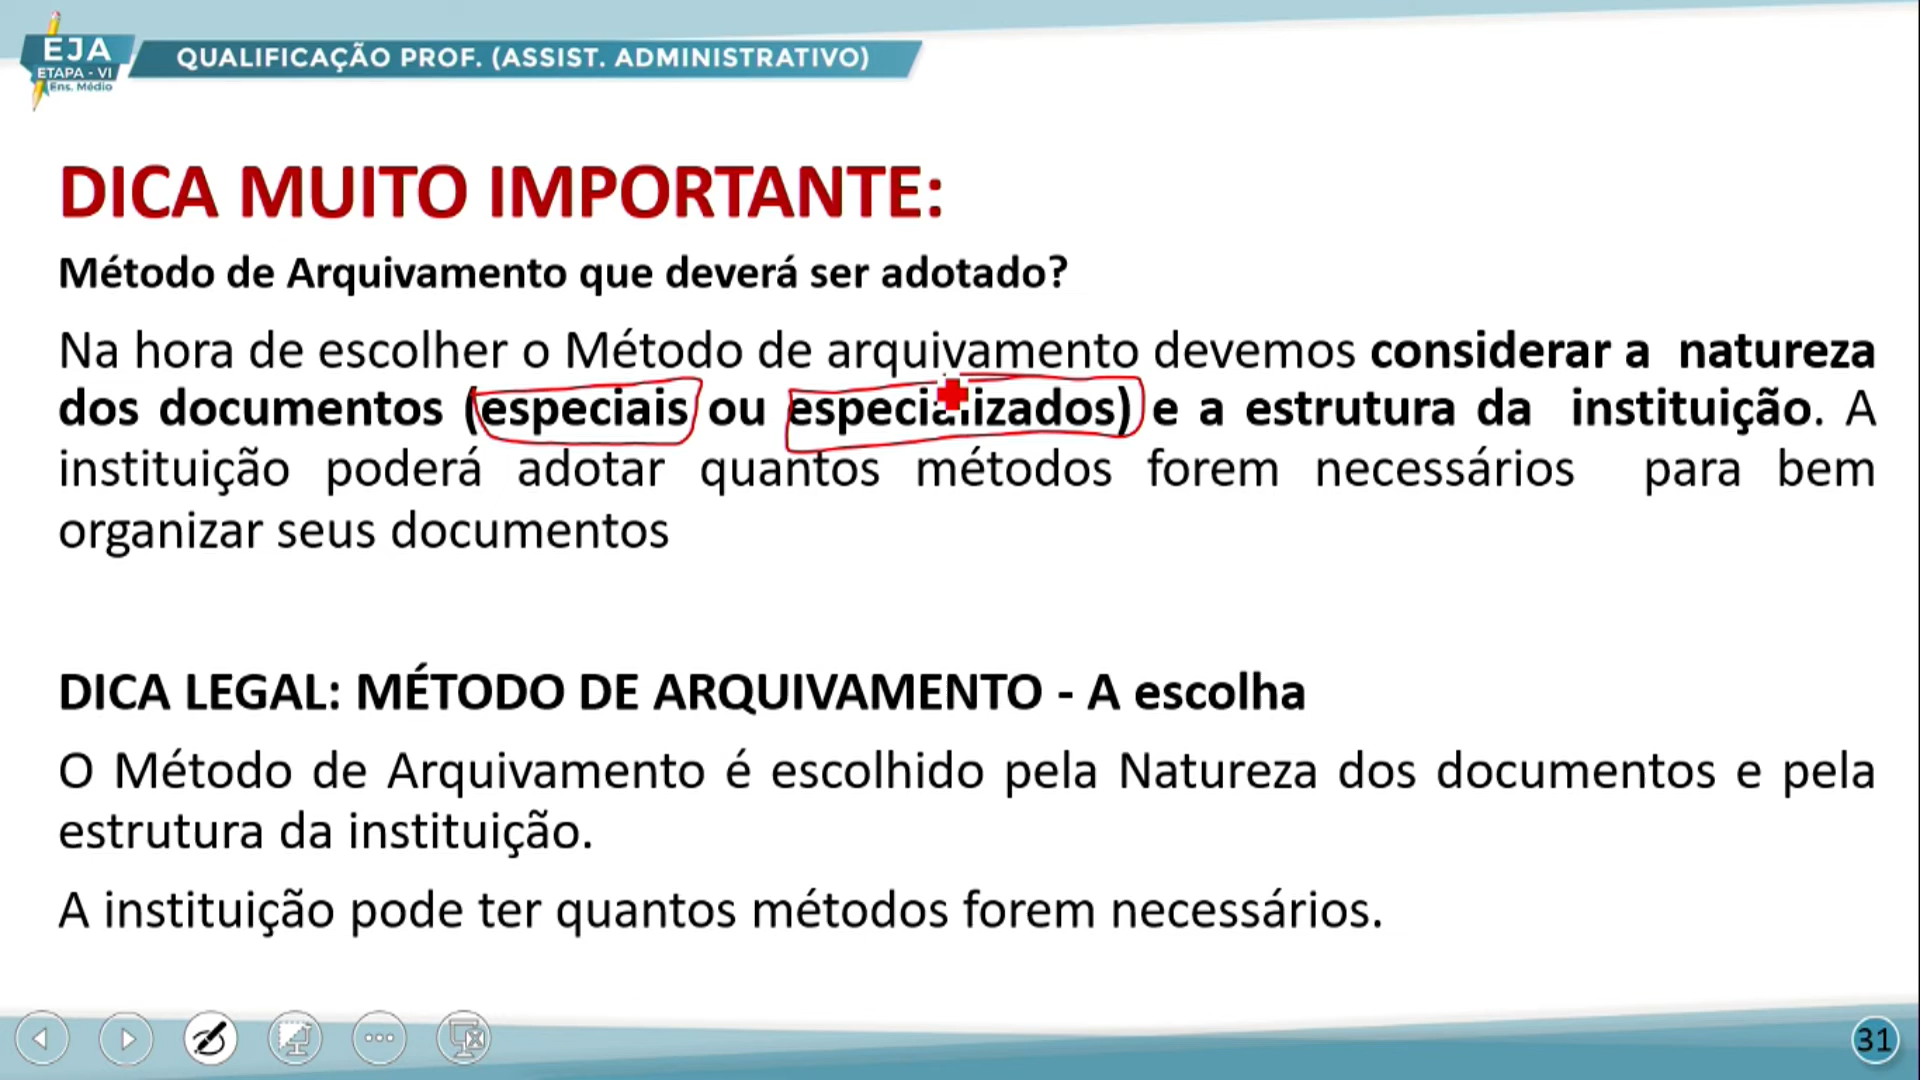 EJA
ETAPA - VI
Ens. Médio
QUALIFICAÇÃO PROF. (ASSIST. ADMINISTRATIVO)
DICA MUITO IMPORTANTE:
Método de Arquivamento que deverá ser adotado?
Na hora de escolher o Método de arquivamento devemos considerar a natureza
dos documentos (especiais ou especializados) e a estrutura da instituição. A
instituição poderá adotar quantos métodos forem necessários para bem
organizar seus documentos
DICA LEGAL: MÉTODO DE ARQUIVAMENTO - A escolha
O Método de Arquivamento é escolhido pela Natureza dos documentos e pela
estrutura da instituição.
A instituição pode ter quantos métodos forem necessários.
31